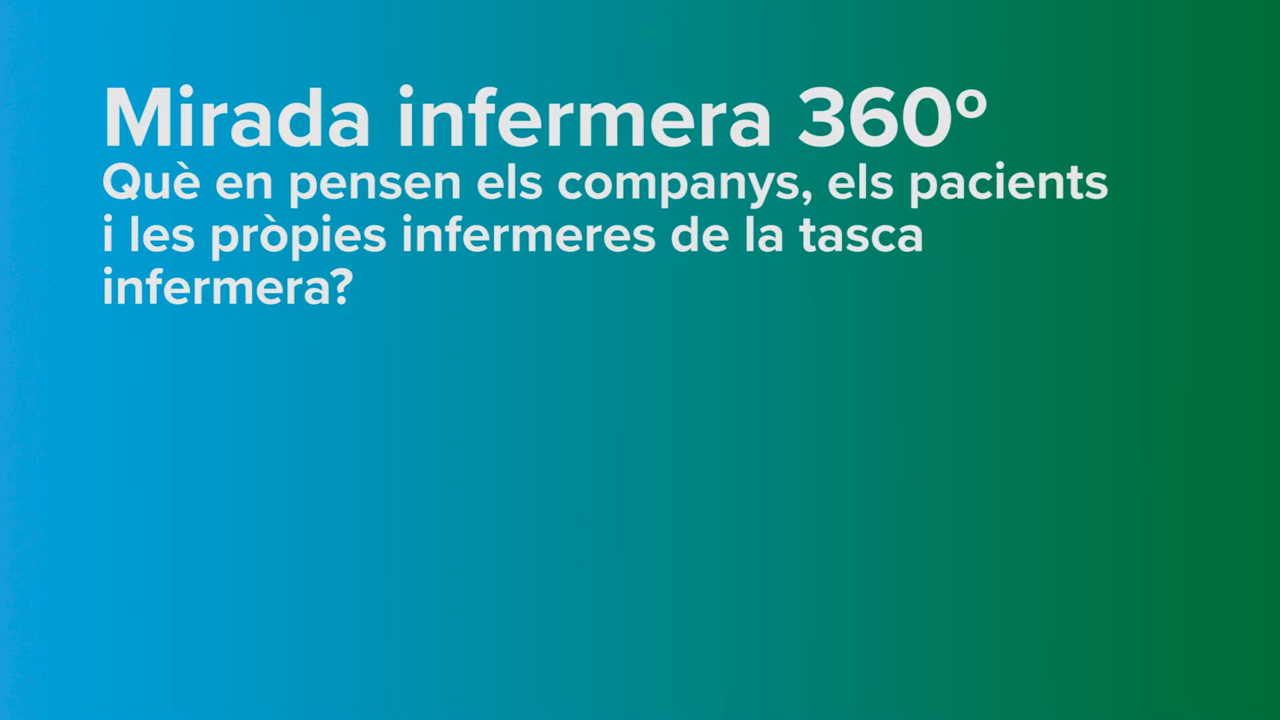 Mirada infermera 360º
Què en pensen els companys, els pacients
i les pròpies infermeres de la tasca
infermera?